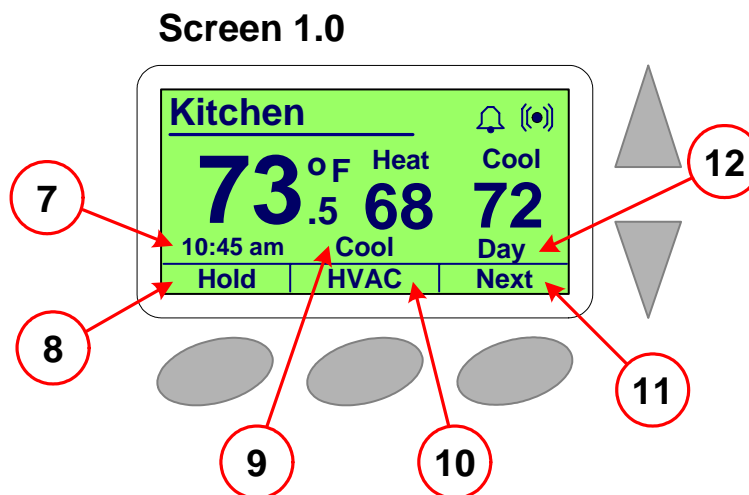 Screen 1.0
Kitchen
Heat Cool
73 °F .5 68 72
10:45 am Cool Day
Hold HVAC Next
7
8
9
10
11
12